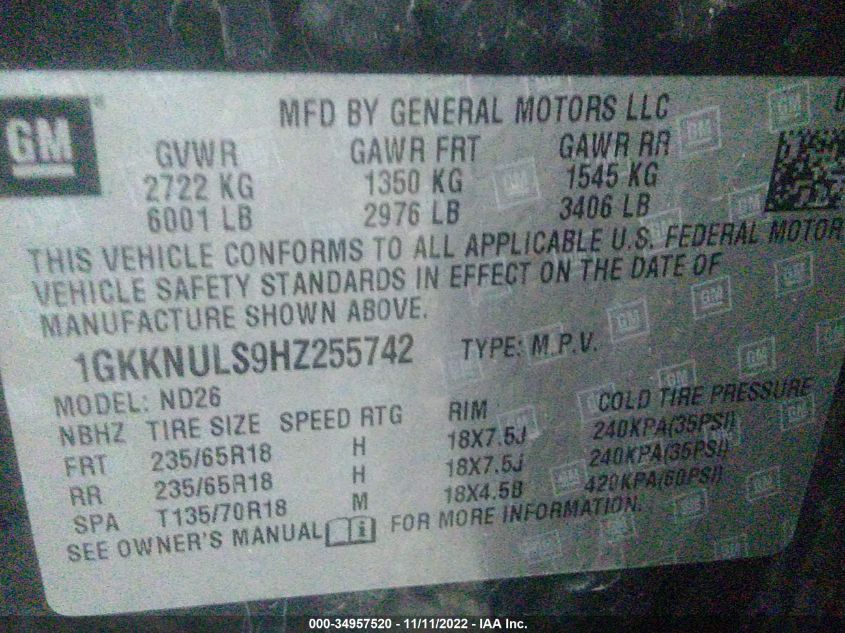 GM
MFD BY GENERAL MOTORS LLC
GVWR GAWR FRT GAWR RR
2722 KG 1350 KG 1545 KG
6001 LB 2976 LB 3406 LB
THIS VEHICLE CONFORMS TO ALL APPLICABLE U.S. FEDERAL MOTOR
VEHICLE SAFETY STANDARDS IN EFFECT ON THE DATE OF
MANUFACTURE SHOWN ABOVE.
1GKKNULS9HZ255742 TYPE: M.P.V.
MODEL: ND26
NBHZ TIRE SIZE SPEED RTG RIM COLD TIRE PRESSURE
FRT 235/65R18 H 18X7.5J 240KPA(35PSI)
RR 235/65R18 H 18X7.5J 240KPA(35PSI)
SPA T135/70R18 M 18X4.5B 420KPA(60PSI)
SEE OWNER'S MANUAL FOR MORE INFORMATION.
000-34957520 - 11/11/2022 - IAA Inc.